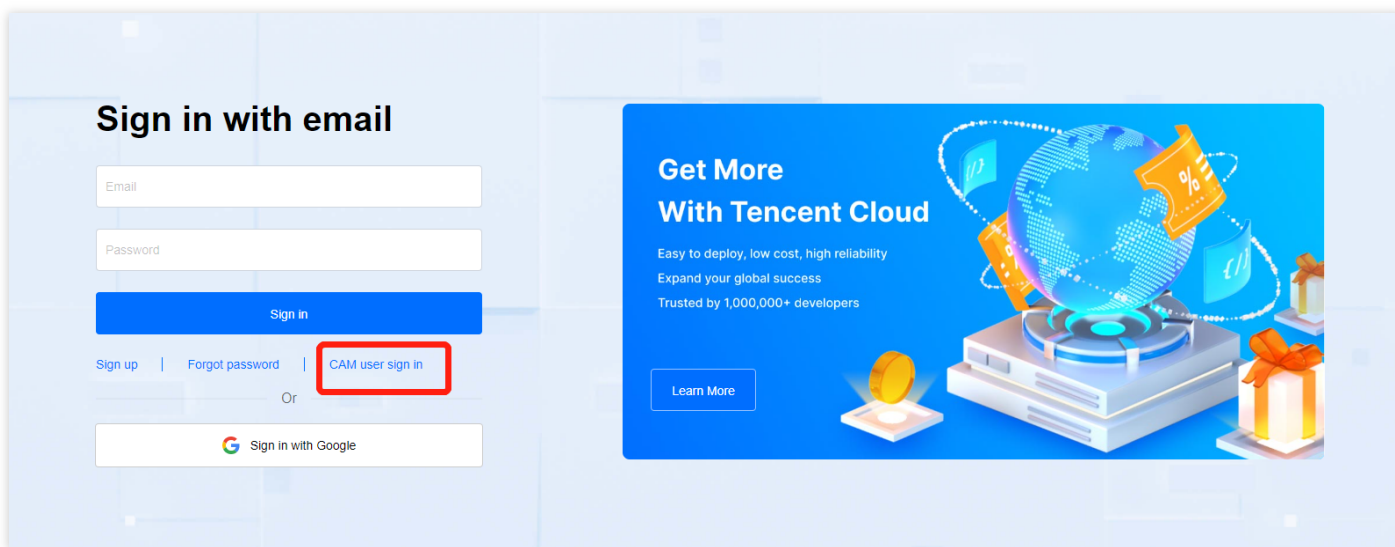 Sign in with email
Email
Password
Sign in
Sign up | Forgot password | CAM user sign in
Or
Sign in with Google
Get More
With Tencent Cloud
Easy to deploy, low cost, high reliability
Expand your global success
Trusted by 1,000,000+ developers
Learn More
{/}
%
%
{/}